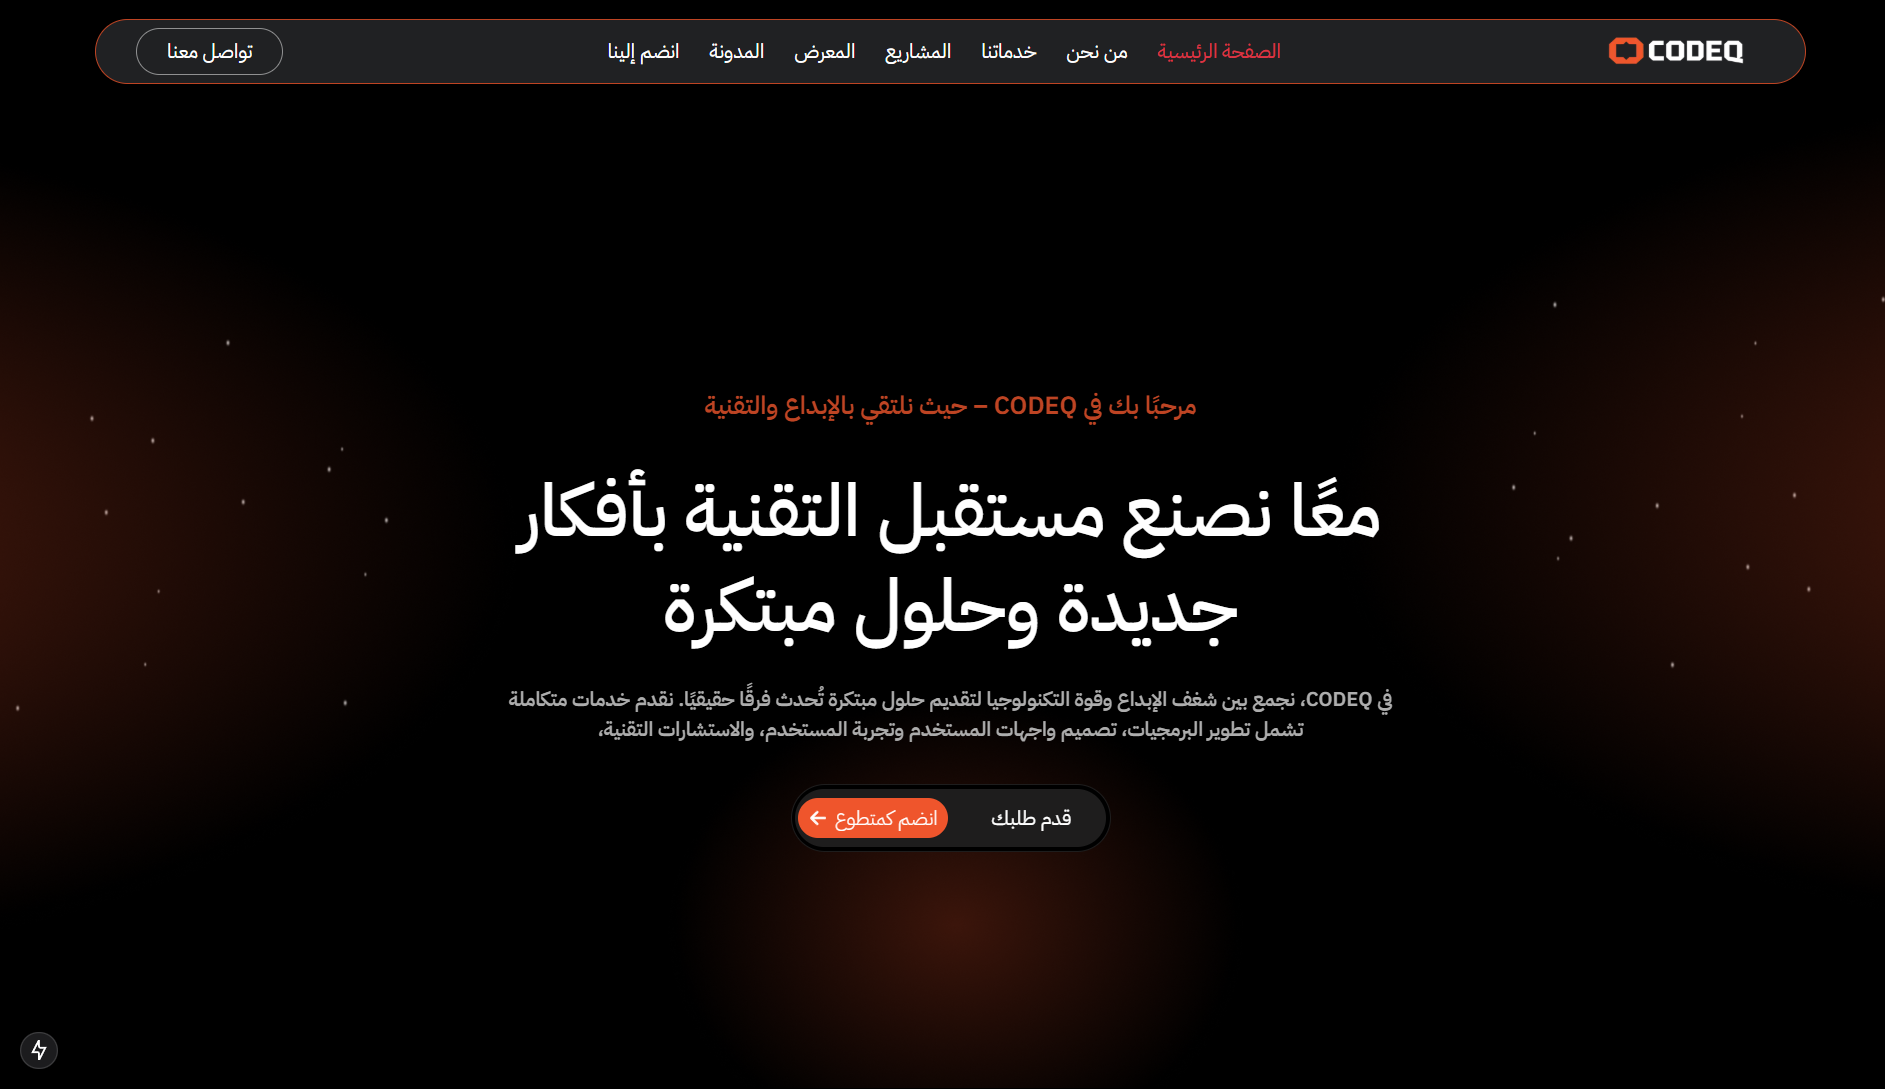 CODEQ
الصفحة الرئيسية
من نحن
خدماتنا
المشاريع
المعرض
المدونة
انضم إلينا
تواصل معنا
مرحبًا بك في CODEQ – حيث نلتقي بالإبداع والتقنية
معًا نصنع مستقبل التقنية بأفكار
جديدة وحلول مبتكرة
في CODEQ، نجمع بين شغف الإبداع وقوة التكنولوجيا لتقديم حلول مبتكرة تُحدث فرقًا حقيقيًا. نقدم خدمات متكاملة
تشمل تطوير البرمجيات، تصميم واجهات المستخدم وتجربة المستخدم، والاستشارات التقنية،
قدم طلبك
انضم كمتطوع